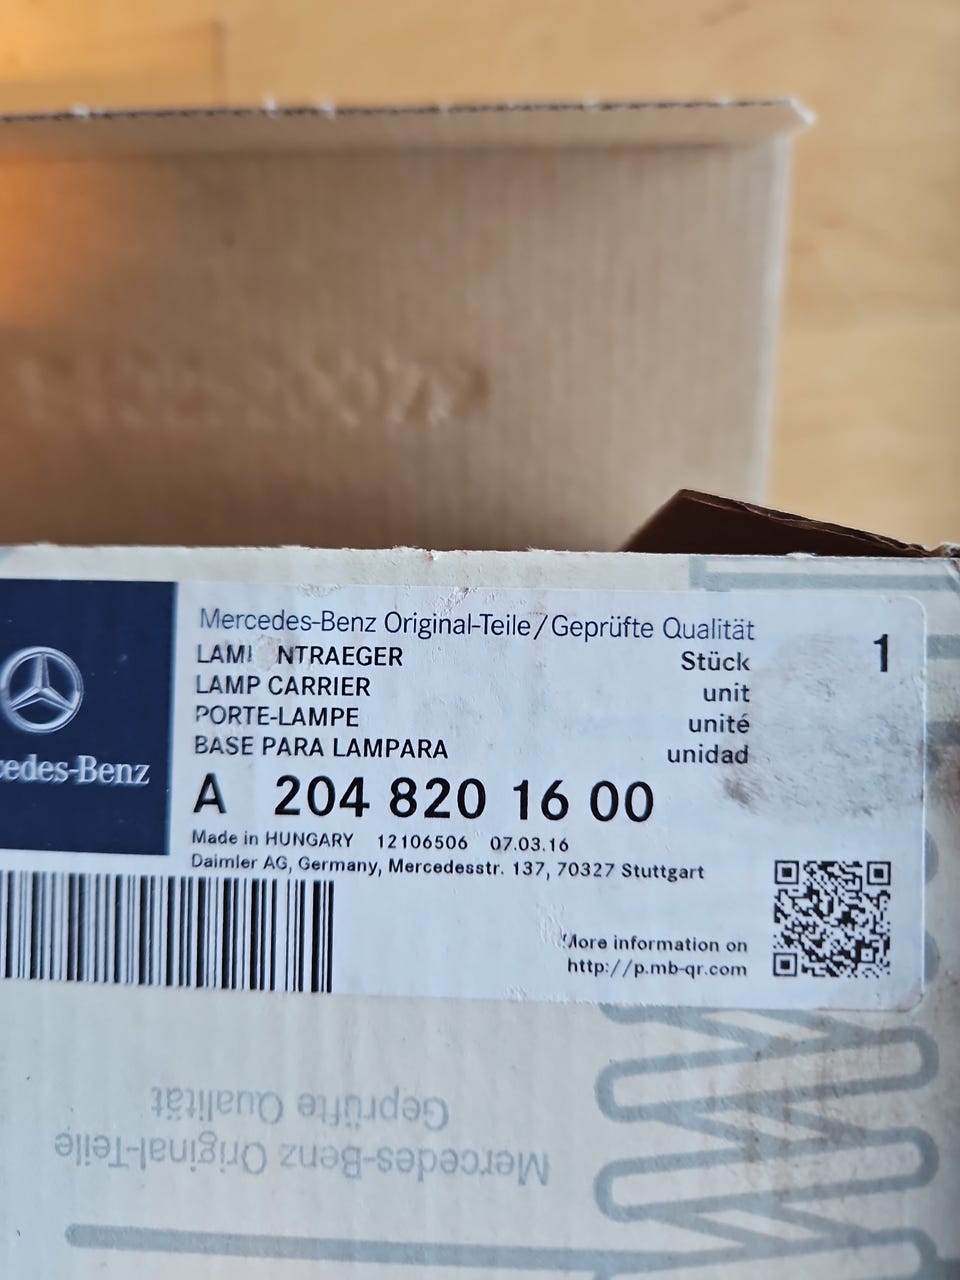 Mercedes-Benz Original-Teile/Geprüfte Qualität
NTRAEGER Stück 1
LAMP CARRIER unit
PORTE-LAMPE unité
BASE PARA LAMPARA unidad
cedes-Benz
A 204 820 16 00
Made in HUNGARY 12106506 07.03.16
Daimler AG, Germany, Mercedesstr. 137, 70327 Stuttgart
More information on
http://p.mb-qr.com
Geprüfte Qualität
Mercedes-Benz Original-Teile